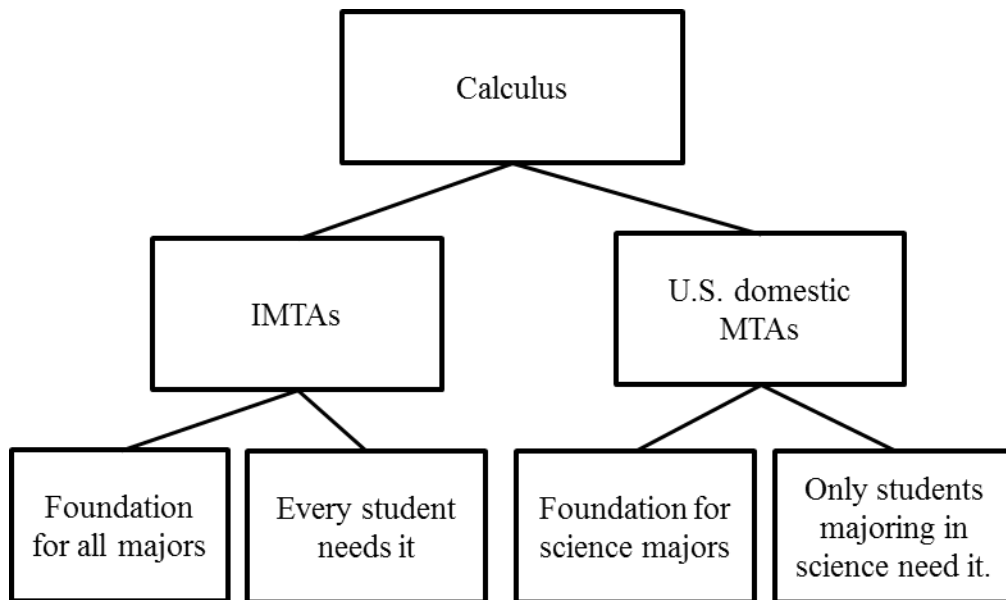 Calculus
IMTAs
U.S. domestic
MTAs
Foundation
for all majors
Every student
needs it
Foundation for
science majors
Only students
majoring in
science need it.